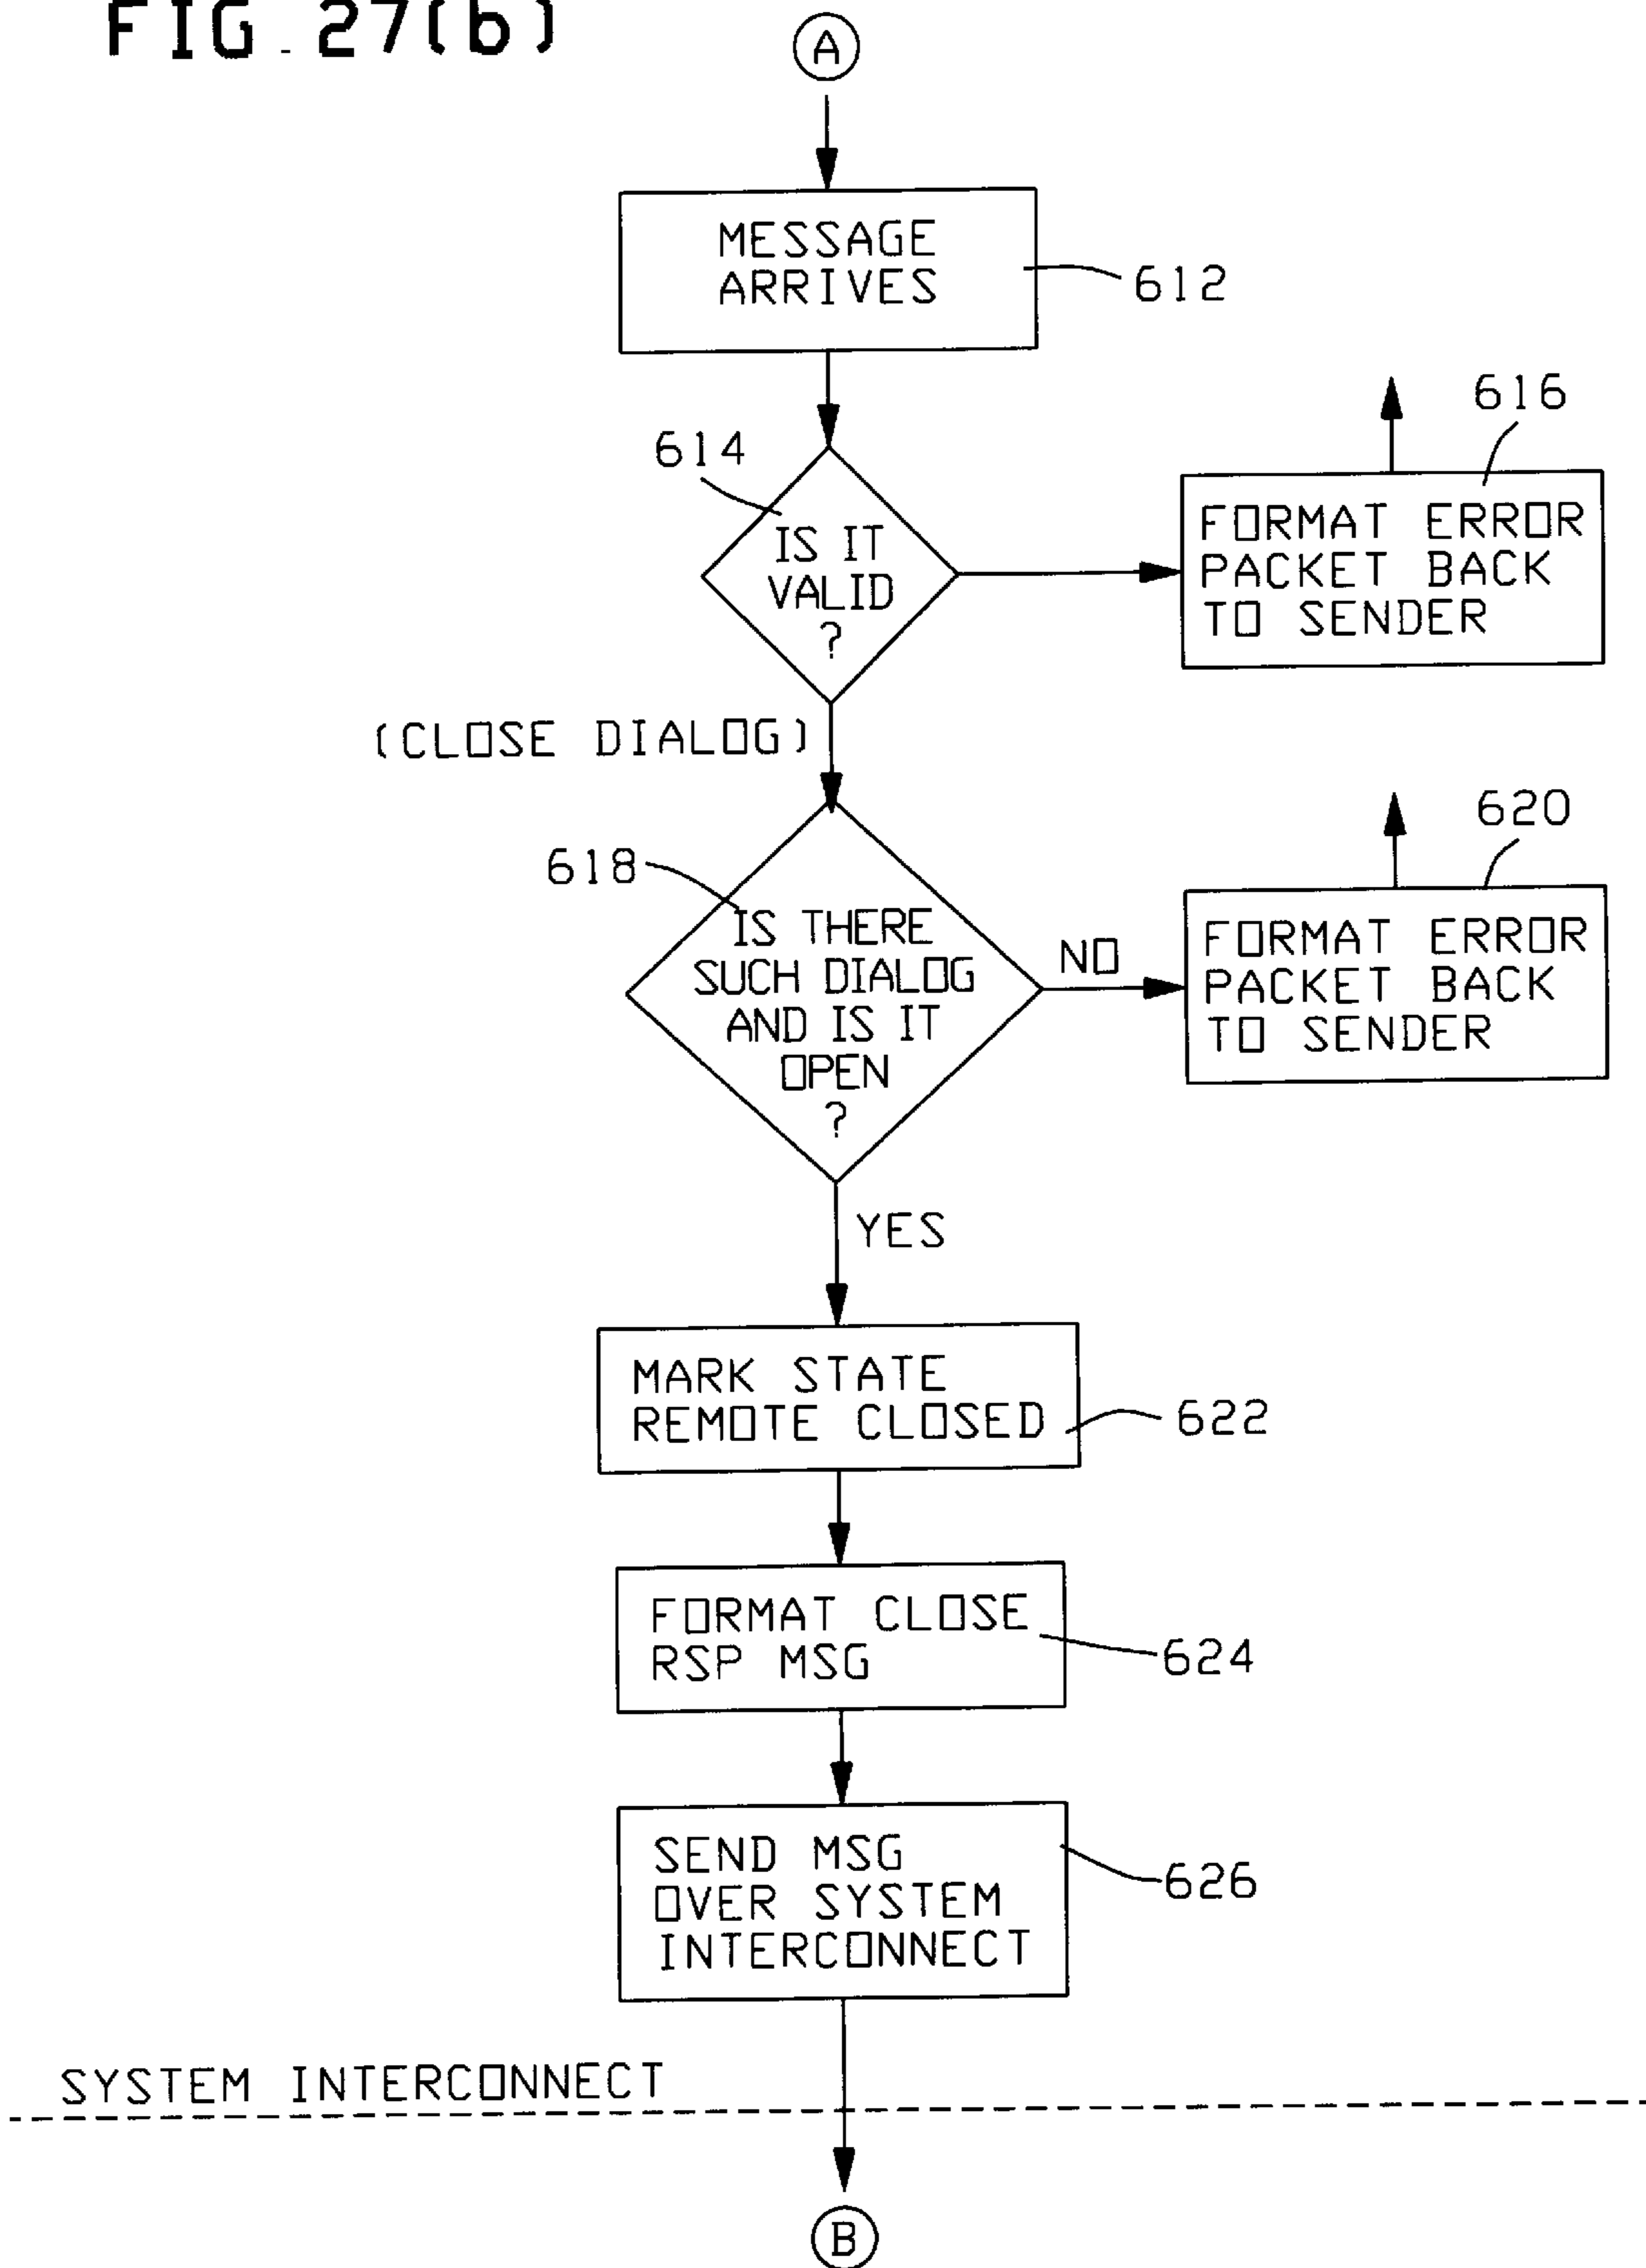 FIG. 27(b)
A
MESSAGE
ARRIVES
612
614
IS IT
VALID
?
616
FORMAT ERROR
PACKET BACK
TO SENDER
(CLOSE DIALOG)
618
IS THERE
SUCH DIALOG
AND IS IT
OPEN
?
NO
620
FORMAT ERROR
PACKET BACK
TO SENDER
YES
MARK STATE
REMOTE CLOSED
622
FORMAT CLOSE
RSP MSG
624
SEND MSG
OVER SYSTEM
INTERCONNECT
626
SYSTEM INTERCONNECT
B